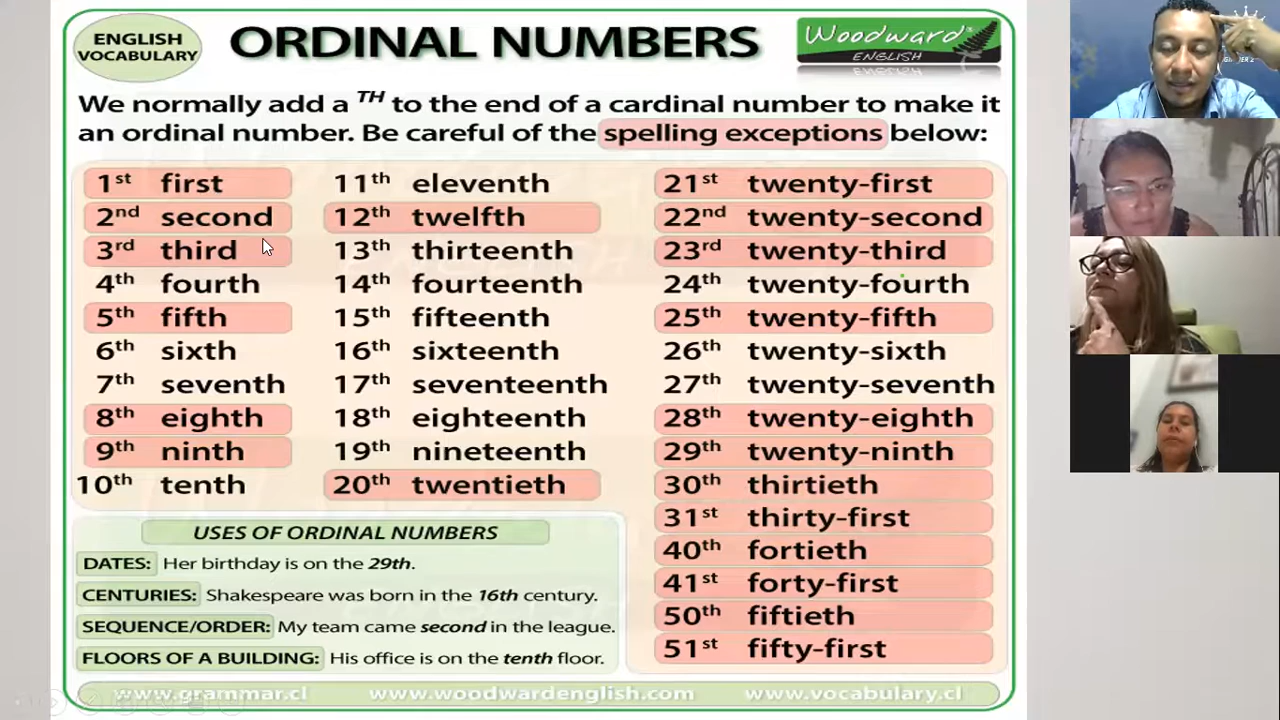 ENGLISH
VOCABULARY
ORDINAL NUMBERS
Woodward®
ENGLISH
We normally add a TH to the end of a cardinal number to make it
an ordinal number. Be careful of the spelling exceptions below:
1st first
2nd second
3rd third
4th fourth
5th fifth
6th sixth
7th seventh
8th eighth
9th ninth
10th tenth
11th eleventh
12th twelfth
13th thirteenth
14th fourteenth
15th fifteenth
16th sixteenth
17th seventeenth
18th eighteenth
19th nineteenth
20th twentieth
21st twenty-first
22nd twenty-second
23rd twenty-third
24th twenty-fourth
25th twenty-fifth
26th twenty-sixth
27th twenty-seventh
28th twenty-eighth
29th twenty-ninth
30th thirtieth
31st thirty-first
40th fortieth
41st forty-first
50th fiftieth
51st fifty-first
USES OF ORDINAL NUMBERS
DATES: Her birthday is on the 29th.
CENTURIES: Shakespeare was born in the 16th century.
SEQUENCE/ORDER: My team came second in the league.
FLOORS OF A BUILDING: His office is on the tenth floor.
www.grammar.cl www.woodwardenglish.com www.vocabulary.cl